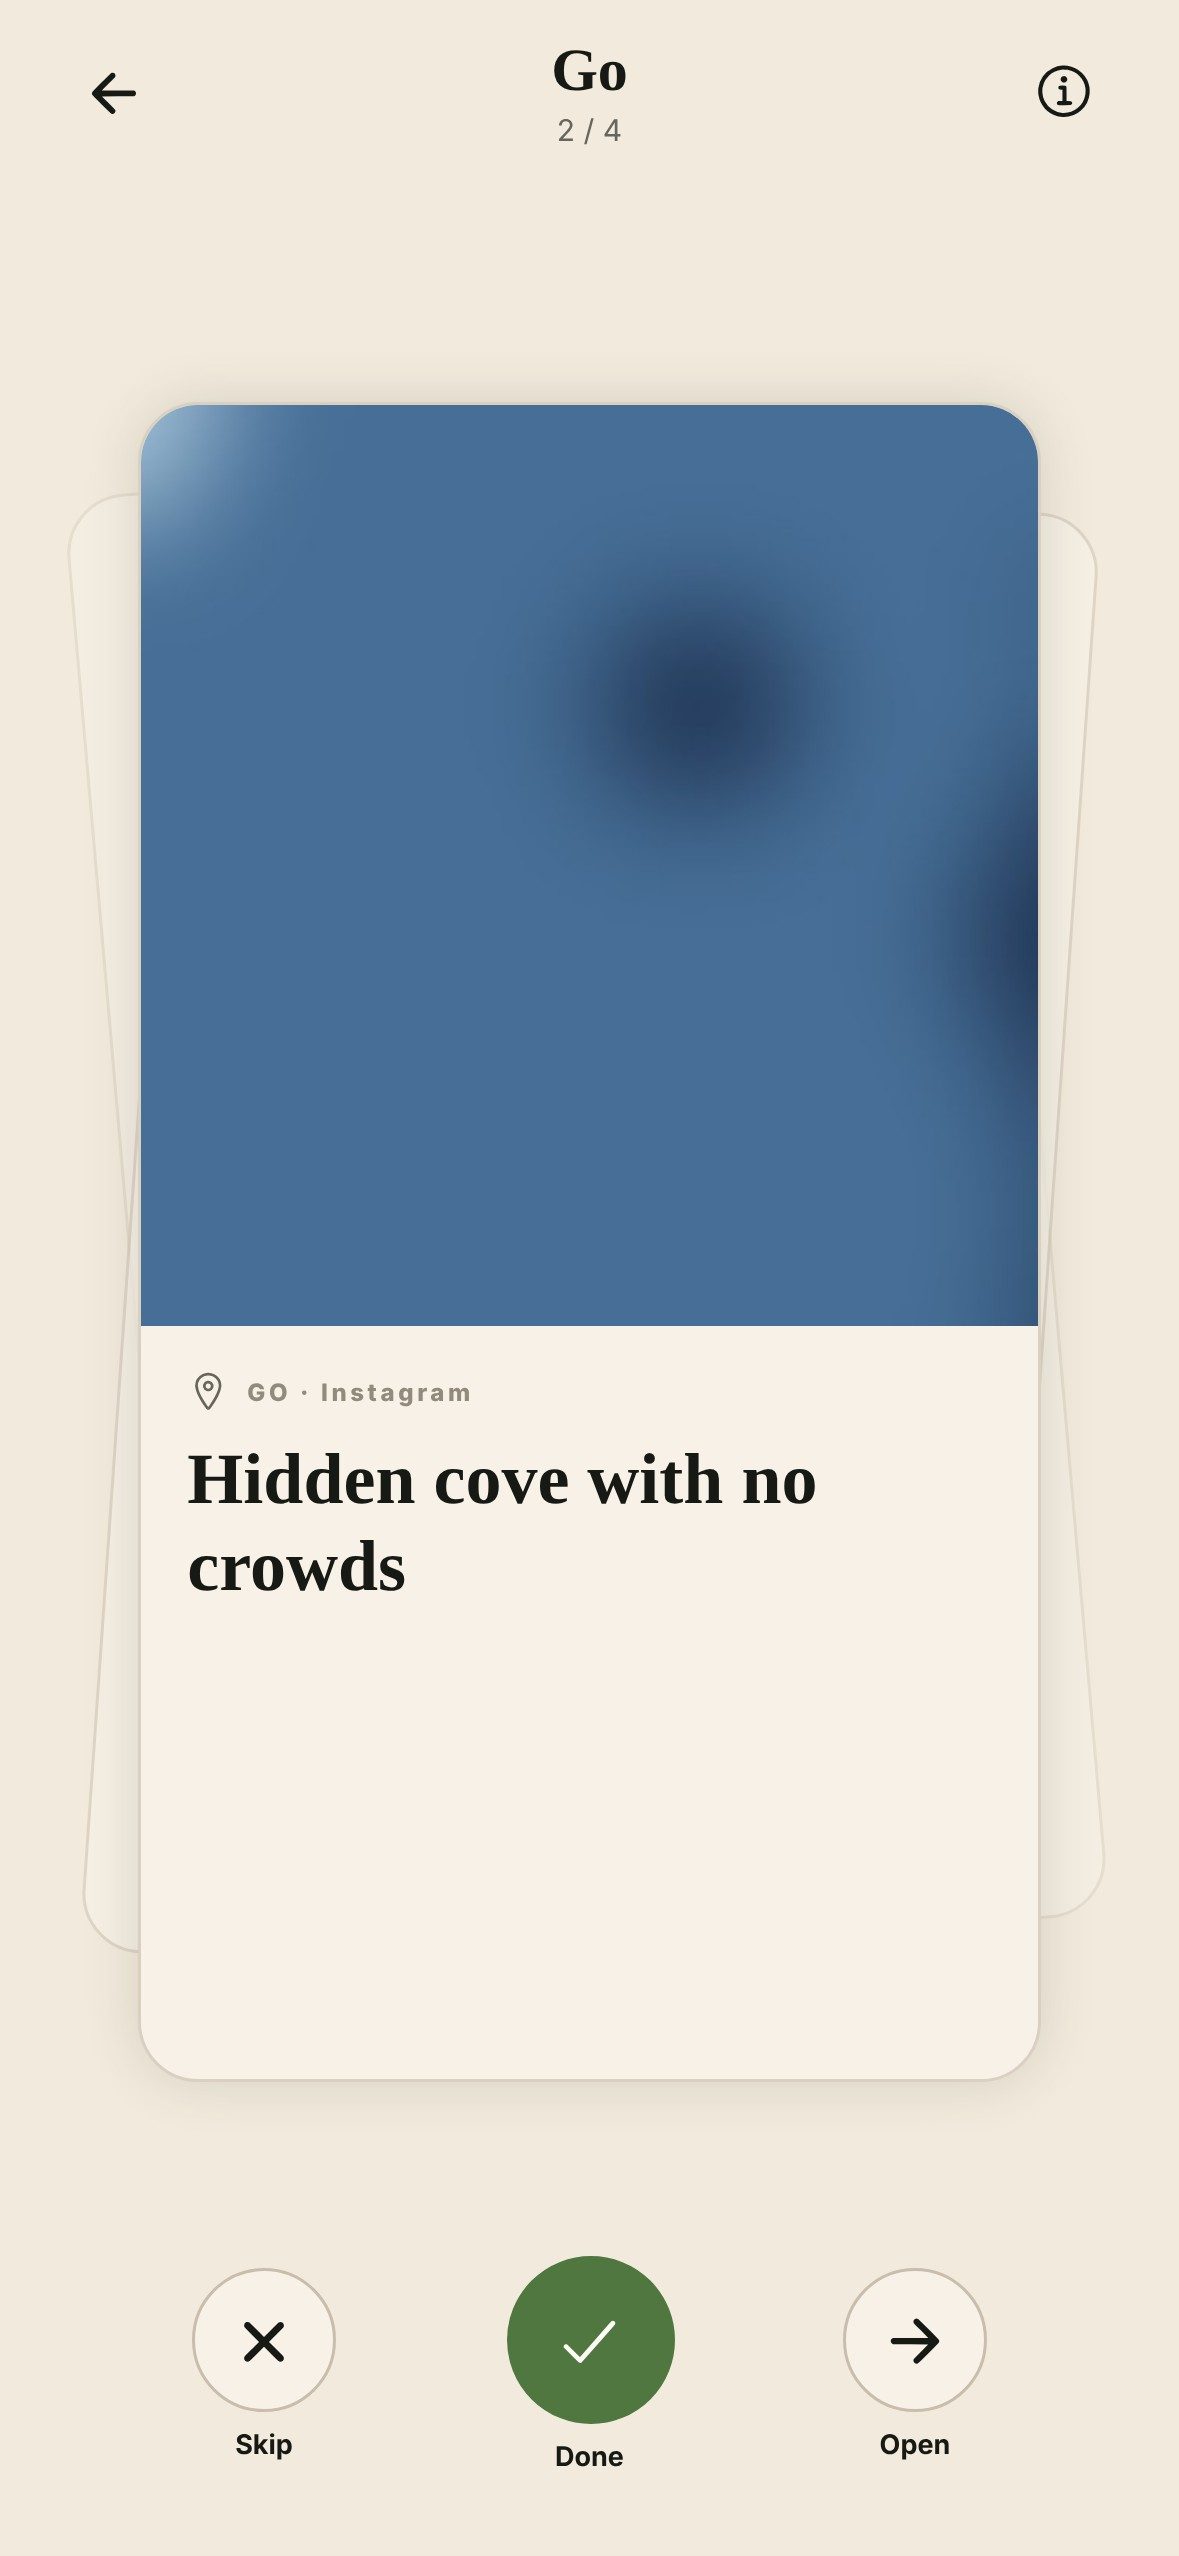 Go
2 / 4
GO · Instagram
Hidden cove with no
crowds
Skip
Done
Open